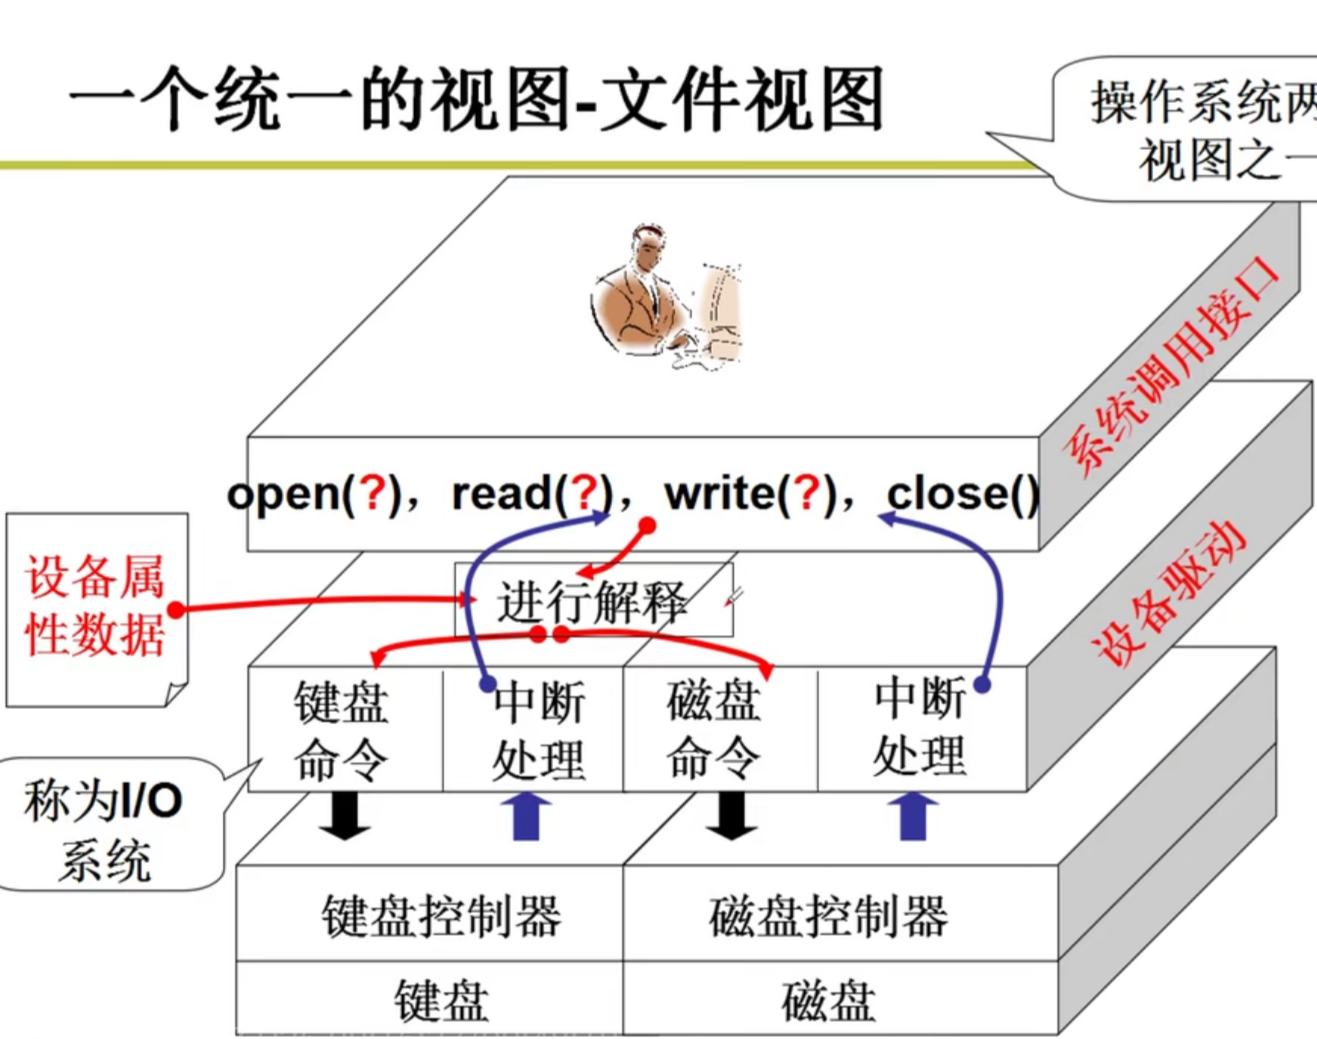 一个统一的视图-文件视图
操作系统两
视图之一
系统调用接口
open(?)，read(?)，write(?)，close()
设备属
性数据
进行解释
设备驱动
键盘
命令
中断
处理
磁盘
命令
中断
处理
称为I/O
系统
键盘控制器
磁盘控制器
键盘
磁盘